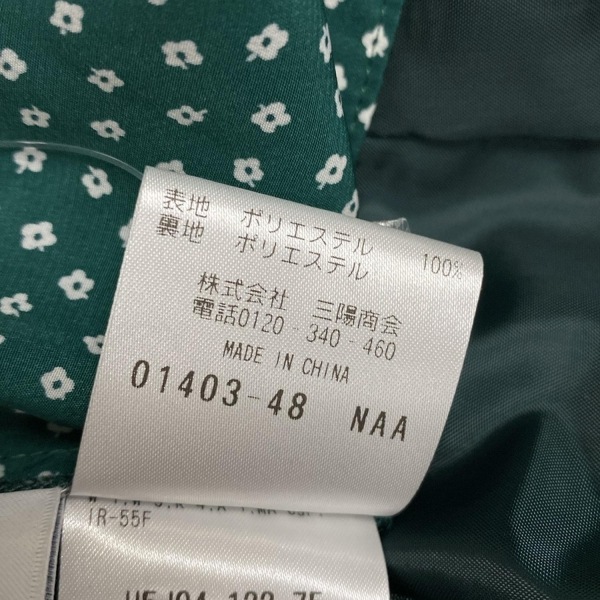 表地 ポリエステル
裏地 ポリエステル 100%
株式会社 三陽商会
電話0120-340-460
MADE IN CHINA
01403-48 NAA
IR-55F